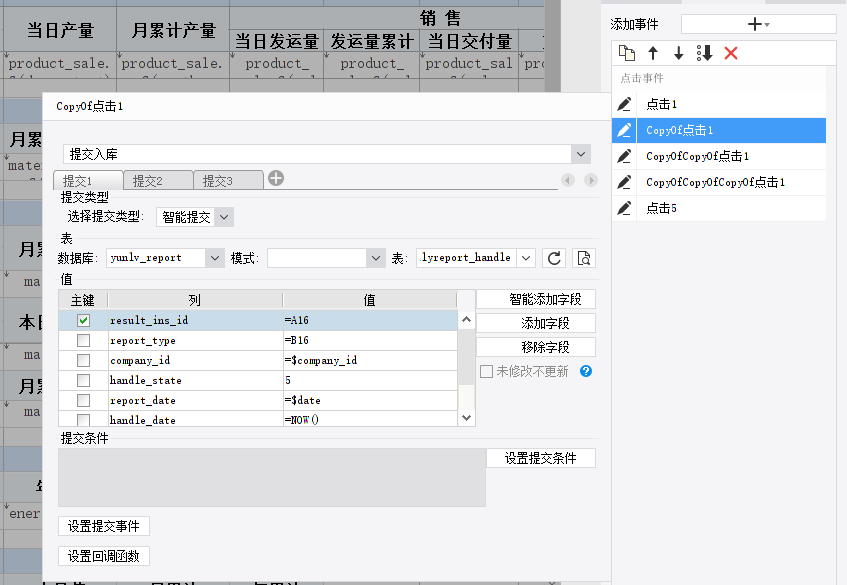 当日产量
月累计产量
销 售
当日发运量
发运量累计
当日交付量
product_sale.
product_sale.
product_
product_
product_sal
添加事件
点击事件
点击1
CopyOf点击1
CopyOfCopyOf点击1
CopyOfCopyOfCopyOf点击1
点击5
CopyOf点击1
提交入库
提交1
提交2
提交3
提交类型
选择提交类型:
智能提交
表
数据库:
yunlv_report
模式:
表:
.lyreport_handle
值
主键
列
值
result_ins_id
=A16
report_type
=B16
company_id
=$company_id
handle_state
5
report_date
=$date
handle_date
=NOW()
智能添加字段
添加字段
移除字段
未修改不更新
提交条件
设置提交条件
设置提交事件
设置回调函数
月累
mate
月累
ma
ma
月累
ma
ener